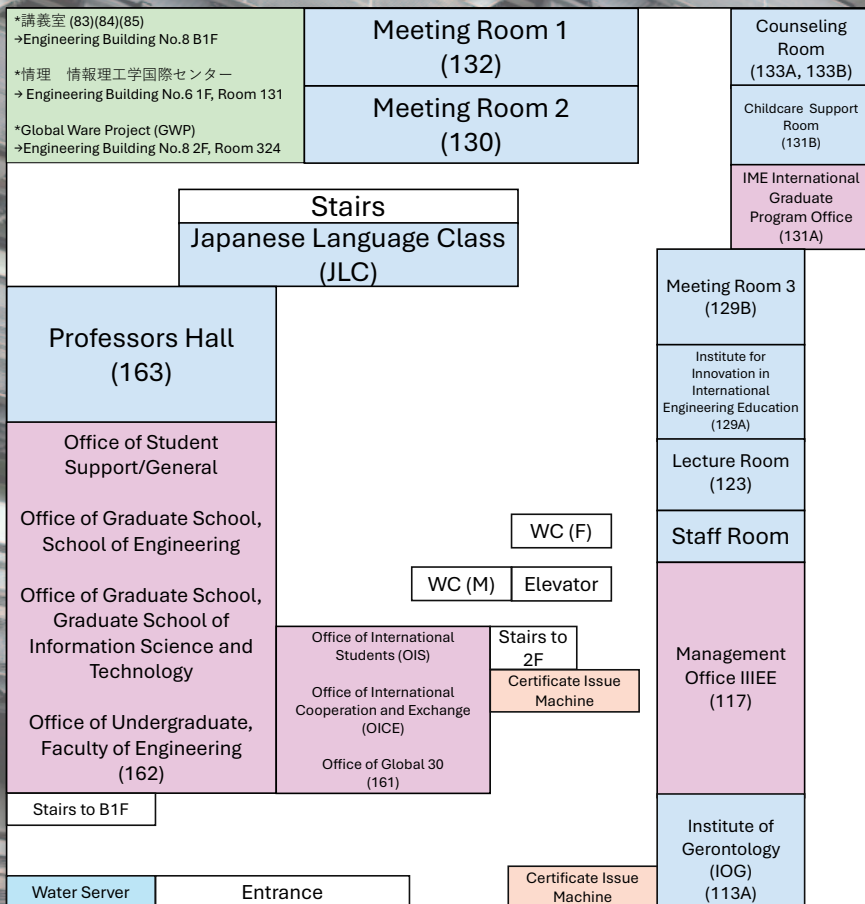 *講義室 (83)(84)(85)
→Engineering Building No.8 B1F
*情理　情報理工学国際センター
→ Engineering Building No.6 1F, Room 131
*Global Ware Project (GWP)
→Engineering Building No.8 2F, Room 324
Meeting Room 1
(132)
Meeting Room 2
(130)
Counseling
Room
(133A, 133B)
Childcare Support
Room
(131B)
IME International
Graduate
Program Office
(131A)
Stairs
Japanese Language Class
(JLC)
Meeting Room 3
(129B)
Professors Hall
(163)
Institute for
Innovation in
International
Engineering Education
(129A)
Office of Student
Support/General
Office of Graduate School,
School of Engineering
Office of Graduate School,
Graduate School of
Information Science and
Technology
Office of Undergraduate,
Faculty of Engineering
(162)
Lecture Room
(123)
Staff Room
WC (F)
WC (M)
Elevator
Office of International
Students (OIS)
Office of International
Cooperation and Exchange
(OICE)
Office of Global 30
(161)
Stairs to
2F
Certificate Issue
Machine
Management
Office IIIEE
(117)
Stairs to B1F
Institute of
Gerontology
(IOG)
(113A)
Water Server
Entrance
Certificate Issue
Machine